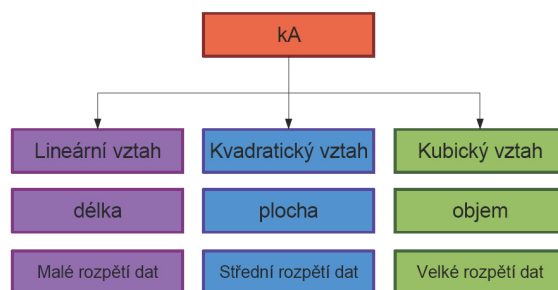 kA
Lineární vztah
Kvadratický vztah
Kubický vztah
délka
plocha
objem
Malé rozpětí dat
Střední rozpětí dat
Velké rozpětí dat